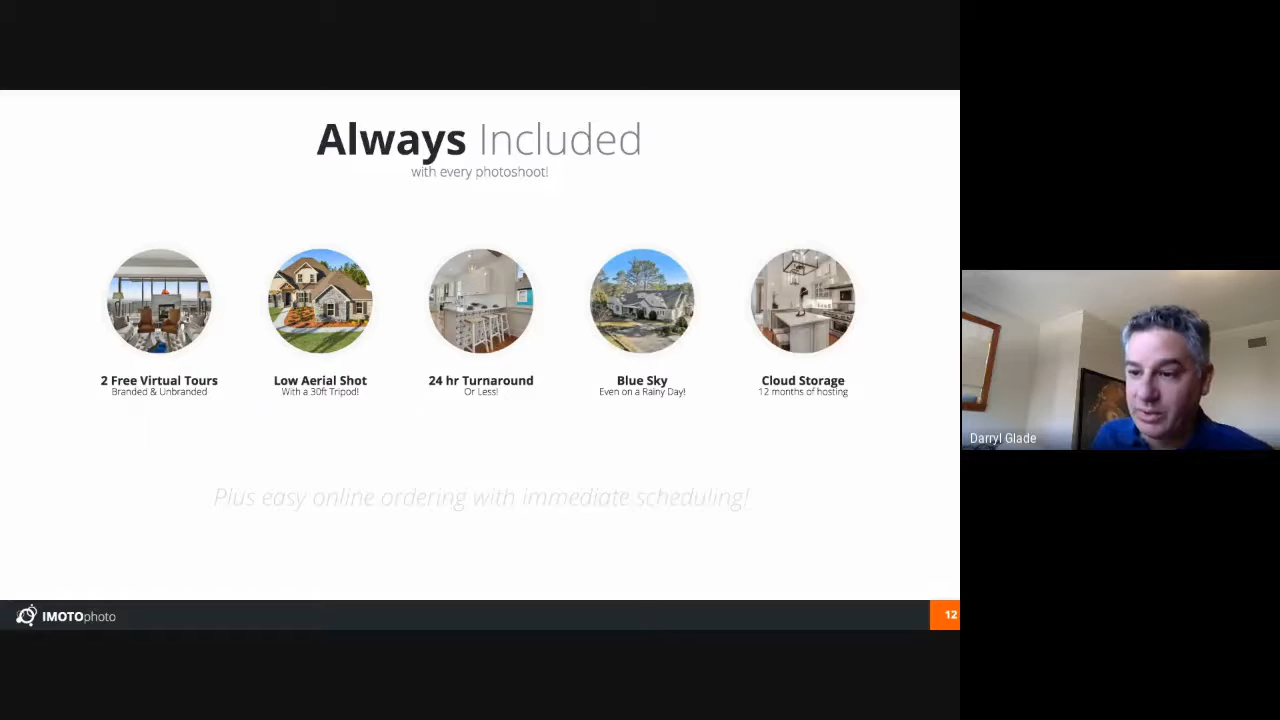 Always Included
with every photoshoot!
2 Free Virtual Tours
Branded & Unbranded
Low Aerial Shot
With a 30ft Tripod!
24 hr Turnaround
Or Less!
Blue Sky
Even on a Rainy Day!
Cloud Storage
12 months of hosting
Plus easy online ordering with immediate scheduling!
IMOTOphoto
12
Darryl Glade